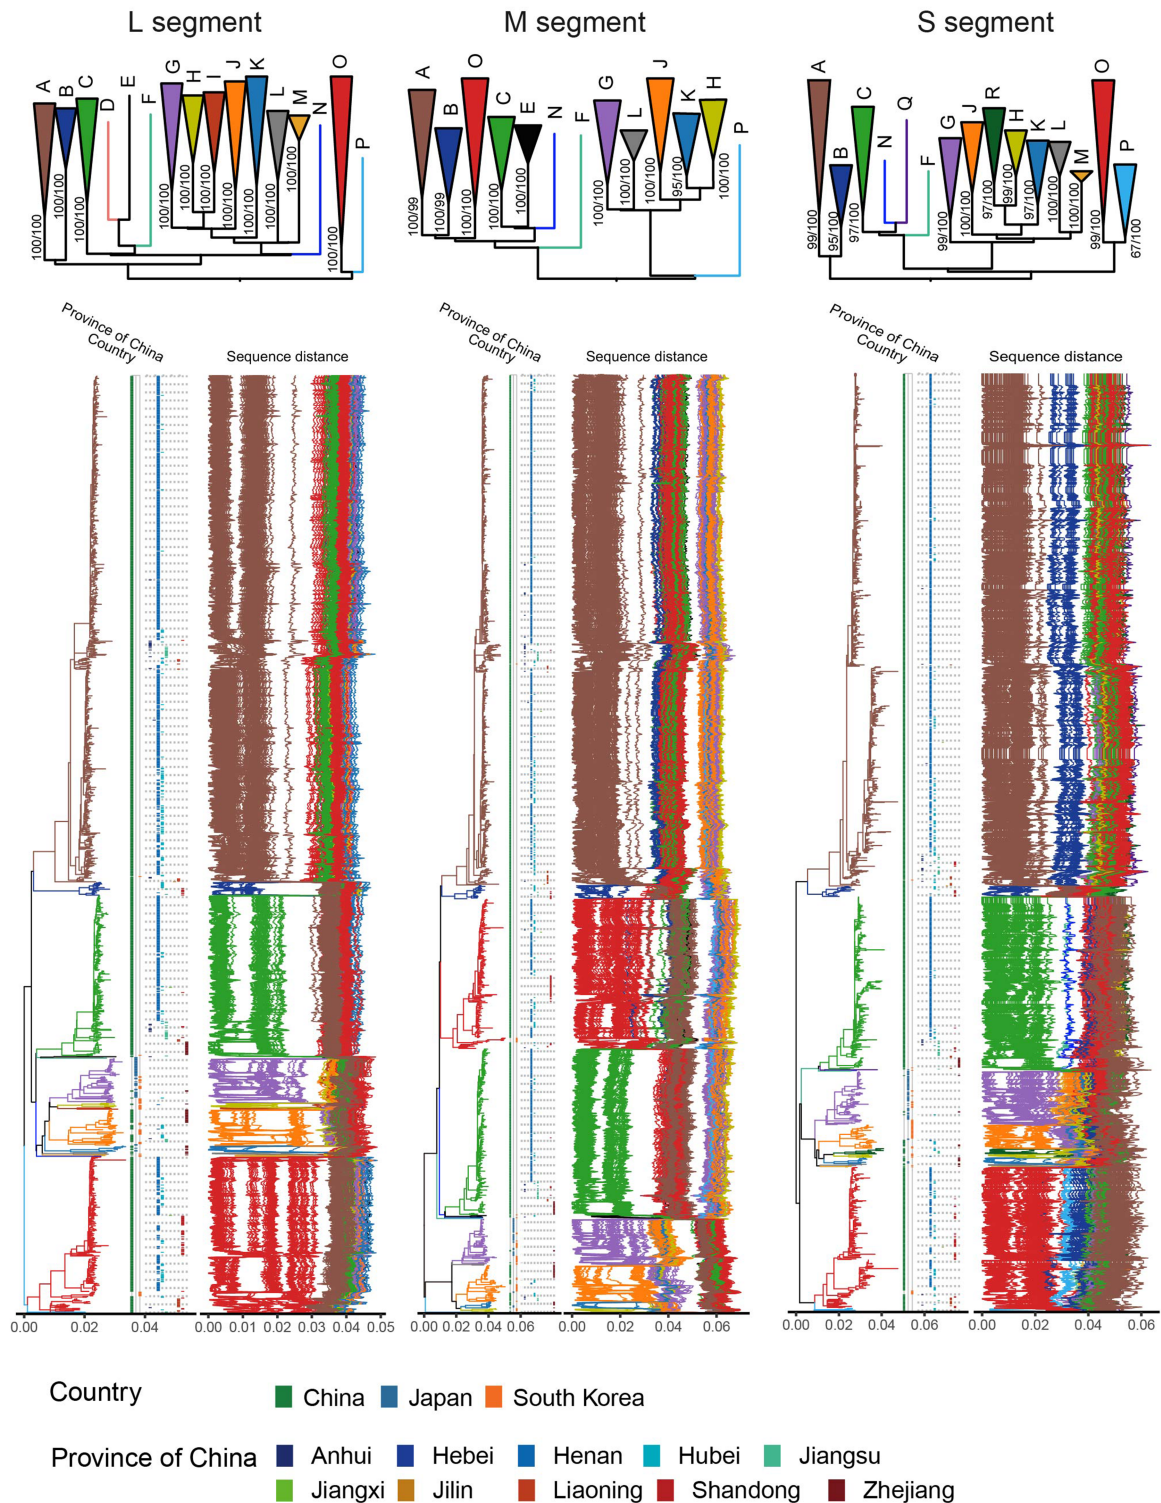 L segment M segment S segment
A B C D E F G H I J K L M N O P
100/100 100/100 100/100 100/100 100/100 100/100 100/100 100/100 100/100 100/100 100/100
A B O C E N F G L J K H P
100/99 100/99 100/100 100/100 100/100 100/100 100/100 100/100 95/100 100/100
A B C N Q F G J R H K L M O P
99/100 95/100 97/100 99/100 100/100 97/100 99/100 97/100 100/100 100/100 99/100 67/100
Province of China
Country
Sequence distance
Province of China
Country
Sequence distance
Province of China
Country
Sequence distance
0.00 0.02 0.04 0.00 0.01 0.02 0.03 0.04 0.05
0.00 0.02 0.04 0.06 0.00 0.02 0.04 0.06
0.00 0.02 0.04 0.06 0.00 0.02 0.04 0.06
Country China Japan South Korea
Province of China Anhui Hebei Henan Hubei Jiangsu
Jiangxi Jilin Liaoning Shandong Zhejiang